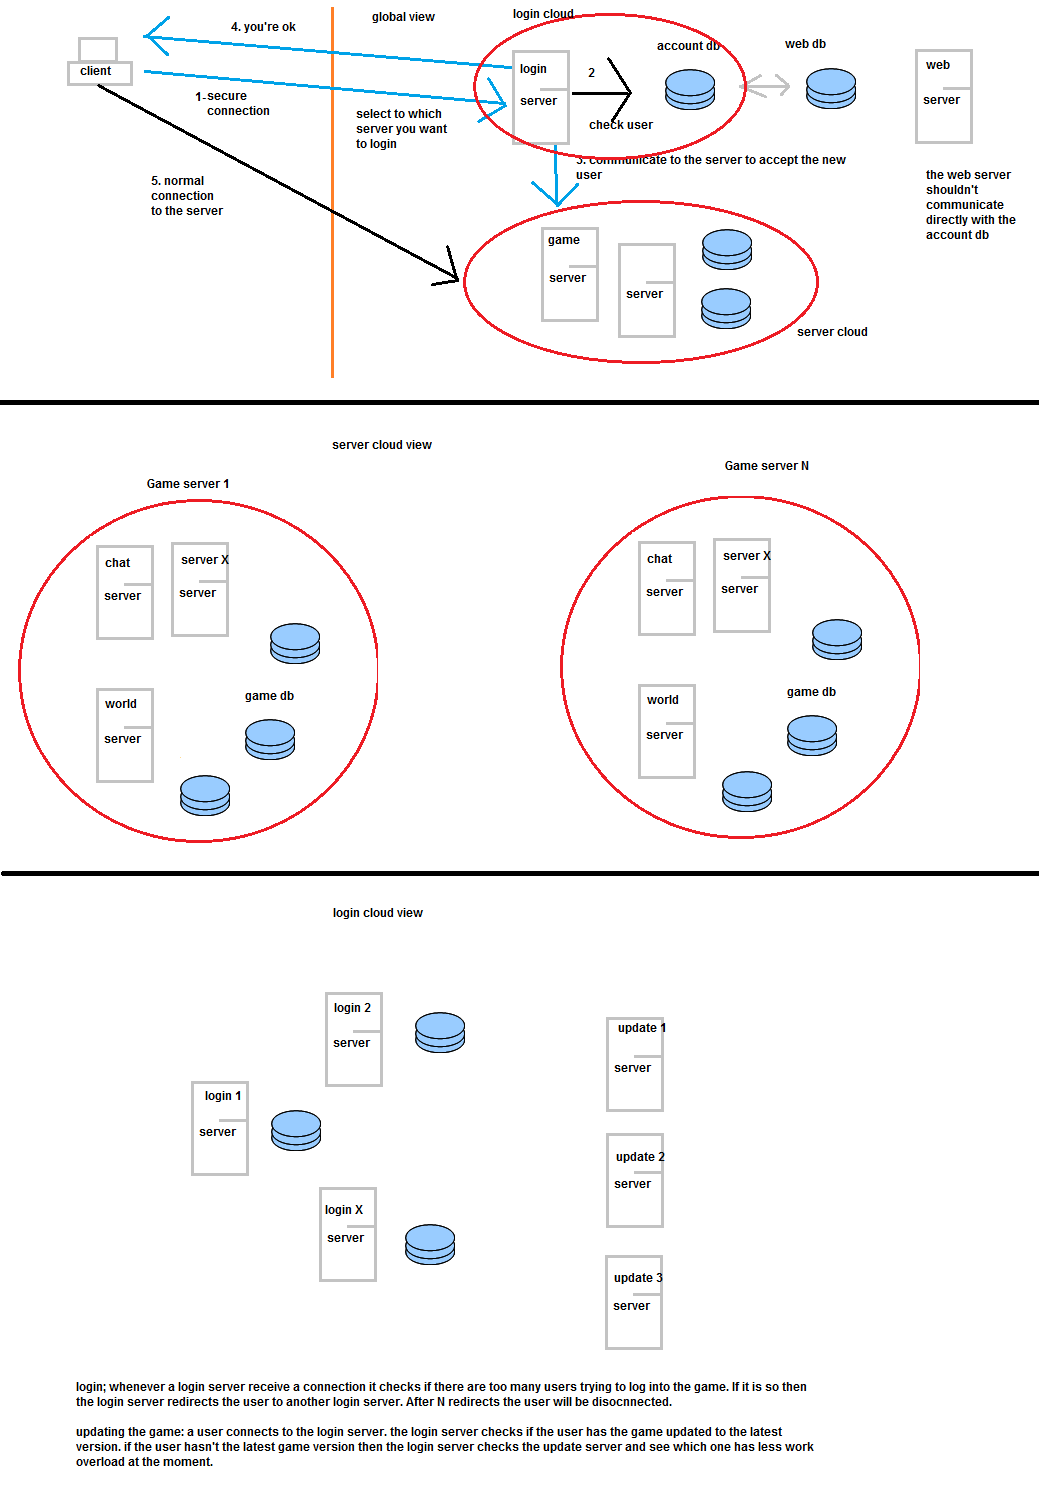 global view
login cloud
4. you're ok
account db
web db
client
login
server
2
web
server
1-secure
connection
select to which
server you want
to login
check user
3. communicate to the server to accept the new
user
the web server
shouldn't
communicate
directly with the
account db
5. normal
connection
to the server
game
server
server
server cloud
server cloud view
Game server N
Game server 1
chat
server
server X
server
world
server
game db
chat
server
server X
server
world
server
game db
login cloud view
login 2
server
update 1
server
login 1
server
update 2
server
login X
server
update 3
server
login; whenever a login server receive a connection it checks if there are too many users trying to log into the game. If it is so then
the login server redirects the user to another login server. After N redirects the user will be disocnnected.
updating the game: a user connects to the login server. the login server checks if the user has the game updated to the latest
version. if the user hasn't the latest game version then the login server checks the update server and see which one has less work
overload at the moment.